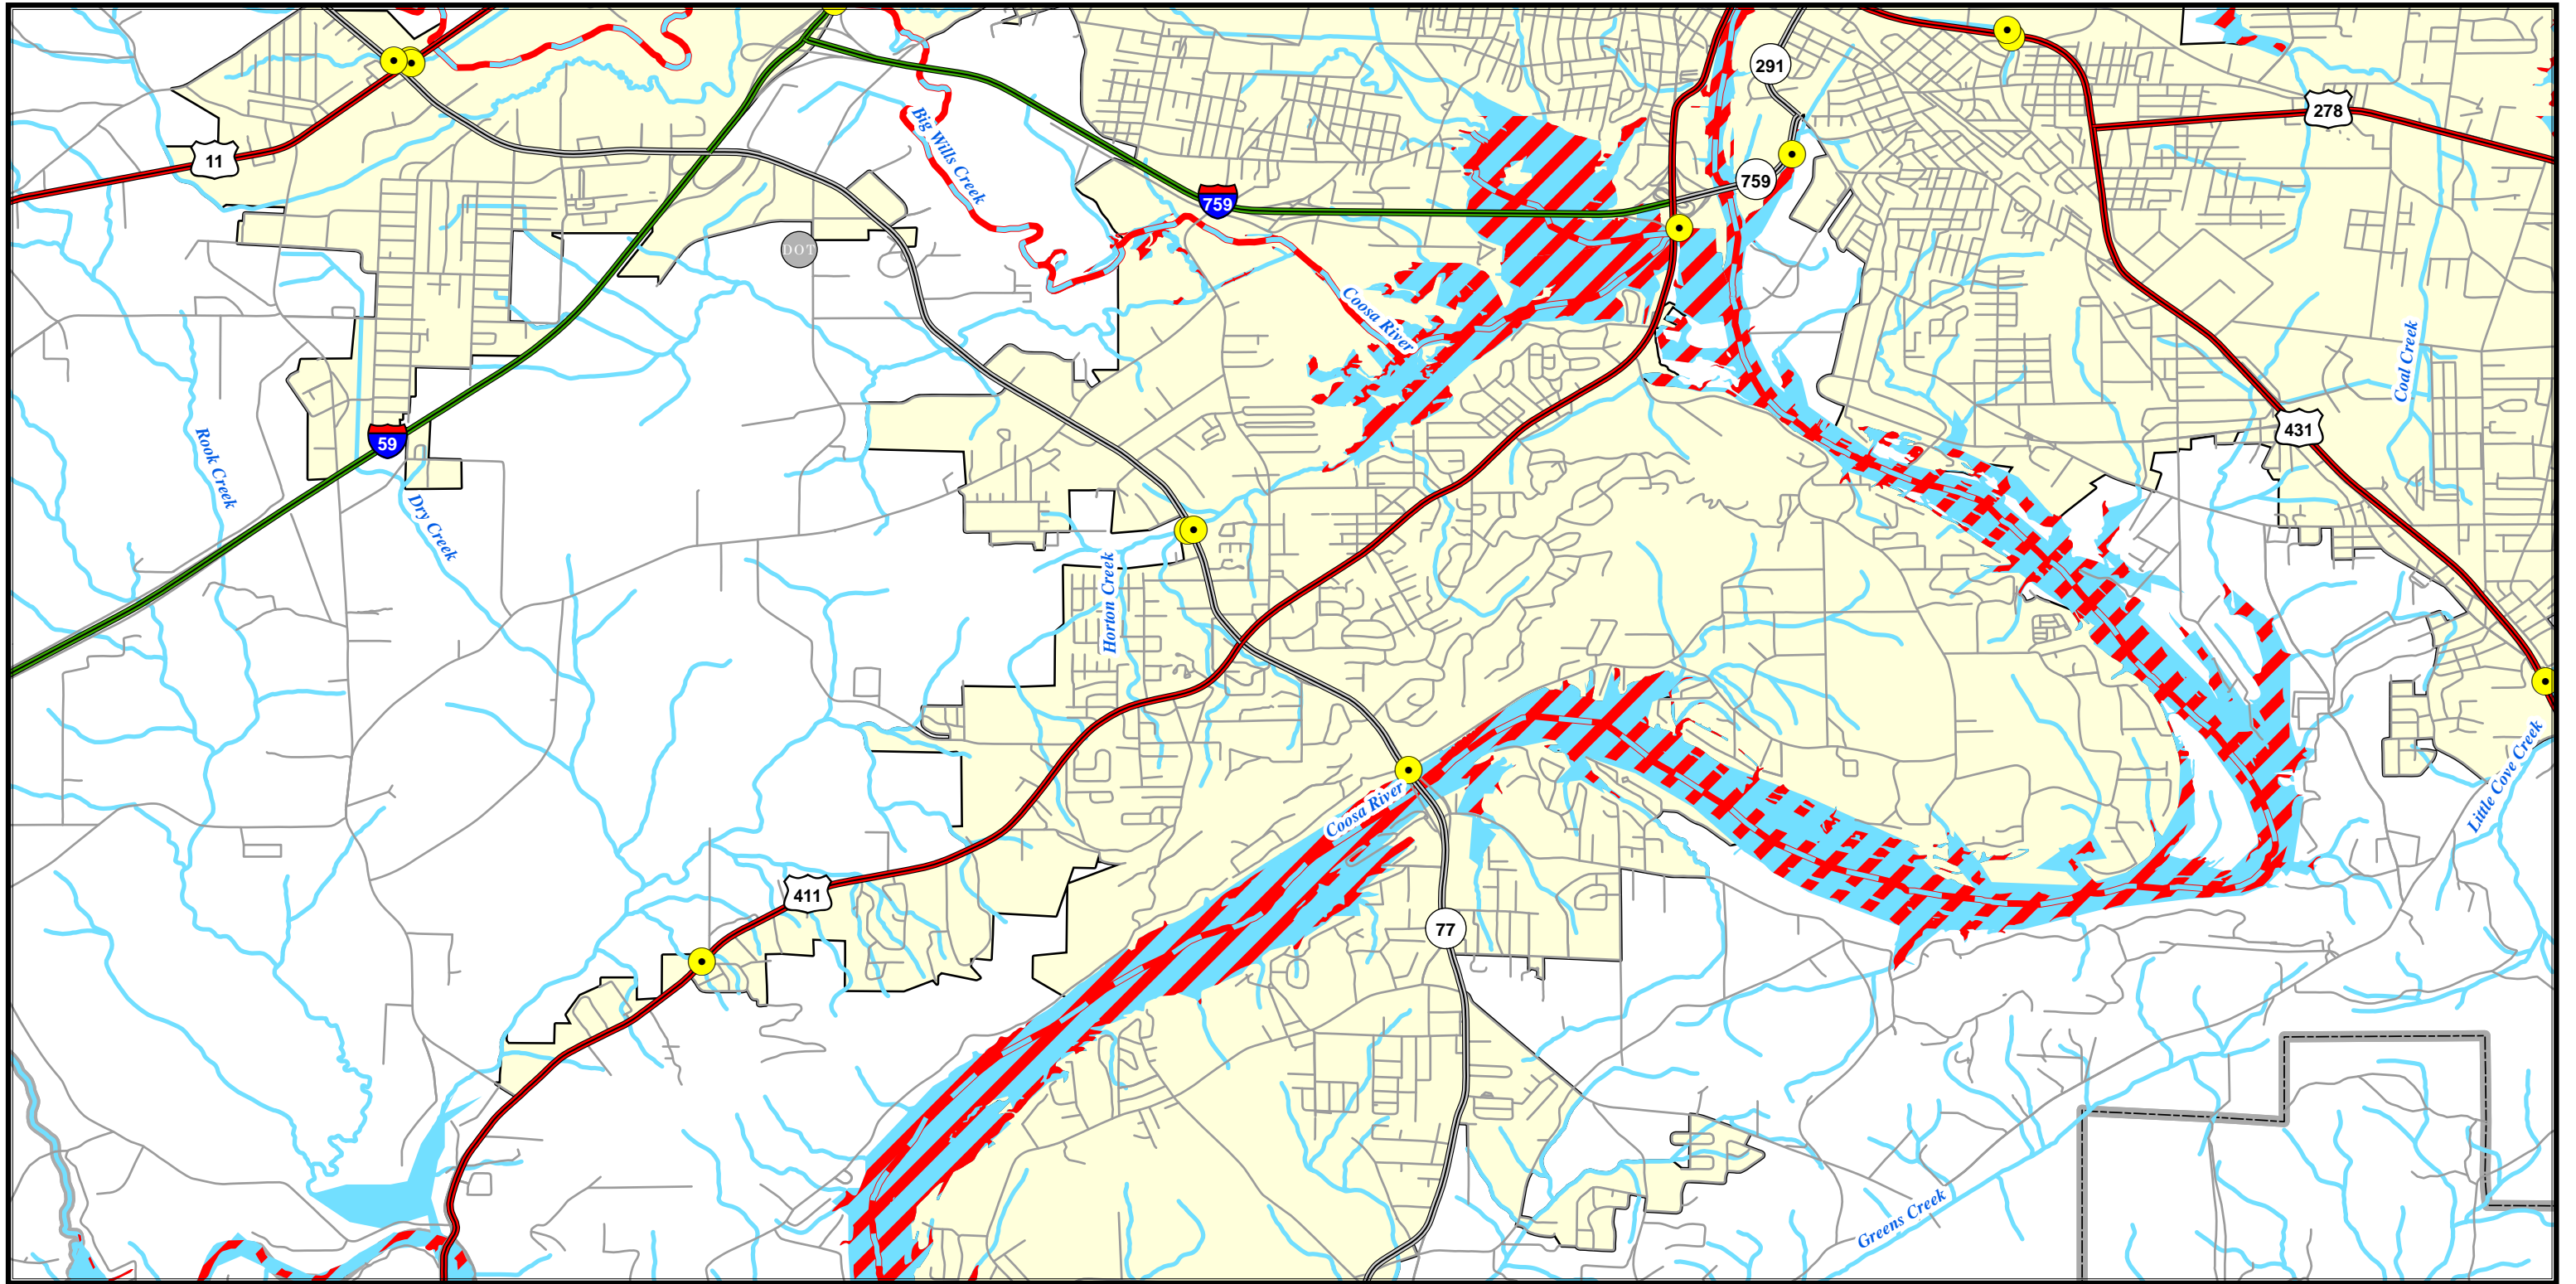 291
278
11
Big Wills Creek
759
759
DOT
Coosa River
Coal Creek
431
59
Rook Creek
Dry Creek
Horton Creek
Little Cove Creek
Coosa River
411
77
Greens Creek